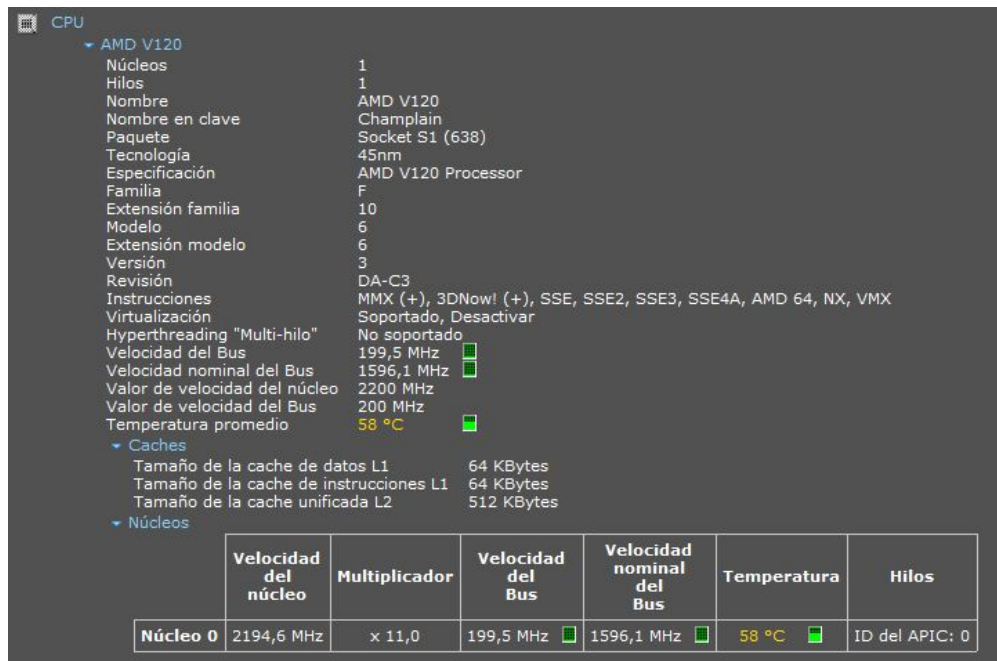 CPU
AMD V120
Núcleos 1
Hilos 1
Nombre AMD V120
Nombre en clave Champlain
Paquete Socket S1 (638)
Tecnología 45nm
Especificación AMD V120 Processor
Familia F
Extensión familia 10
Modelo 6
Extensión modelo 6
Versión 3
Revisión DA-C3
Instrucciones MMX (+), 3DNow! (+), SSE, SSE2, SSE3, SSE4A, AMD 64, NX, VMX
Virtualización Soportado, Desactivar
Hyperthreading "Multi-hilo" No soportado
Velocidad del Bus 199,5 MHz
Velocidad nominal del Bus 1596,1 MHz
Valor de velocidad del núcleo 2200 MHz
Valor de velocidad del Bus 200 MHz
Temperatura promedio 58 °C
Caches
Tamaño de la cache de datos L1 64 KBytes
Tamaño de la cache de instrucciones L1 64 KBytes
Tamaño de la cache unificada L2 512 KBytes
Núcleos
Velocidad del núcleo Multiplicador Velocidad del Bus Velocidad nominal del Bus Temperatura Hilos
Núcleo 0 2194,6 MHz x 11,0 199,5 MHz 1596,1 MHz 58 °C ID del APIC: 0